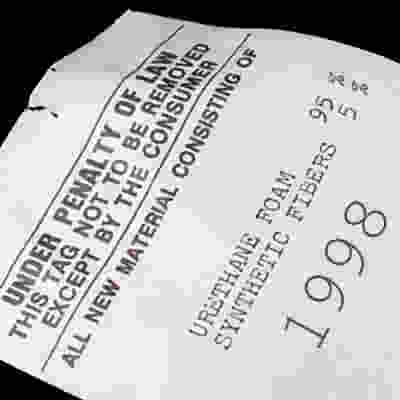 UNDER PENALTY OF LAW
THIS TAG NOT TO BE REMOVED
EXCEPT BY THE CONSUMER
ALL NEW MATERIAL CONSISTING OF
URETHANE FOAM 95 %
SYNTHETIC FIBERS 5 %
1998